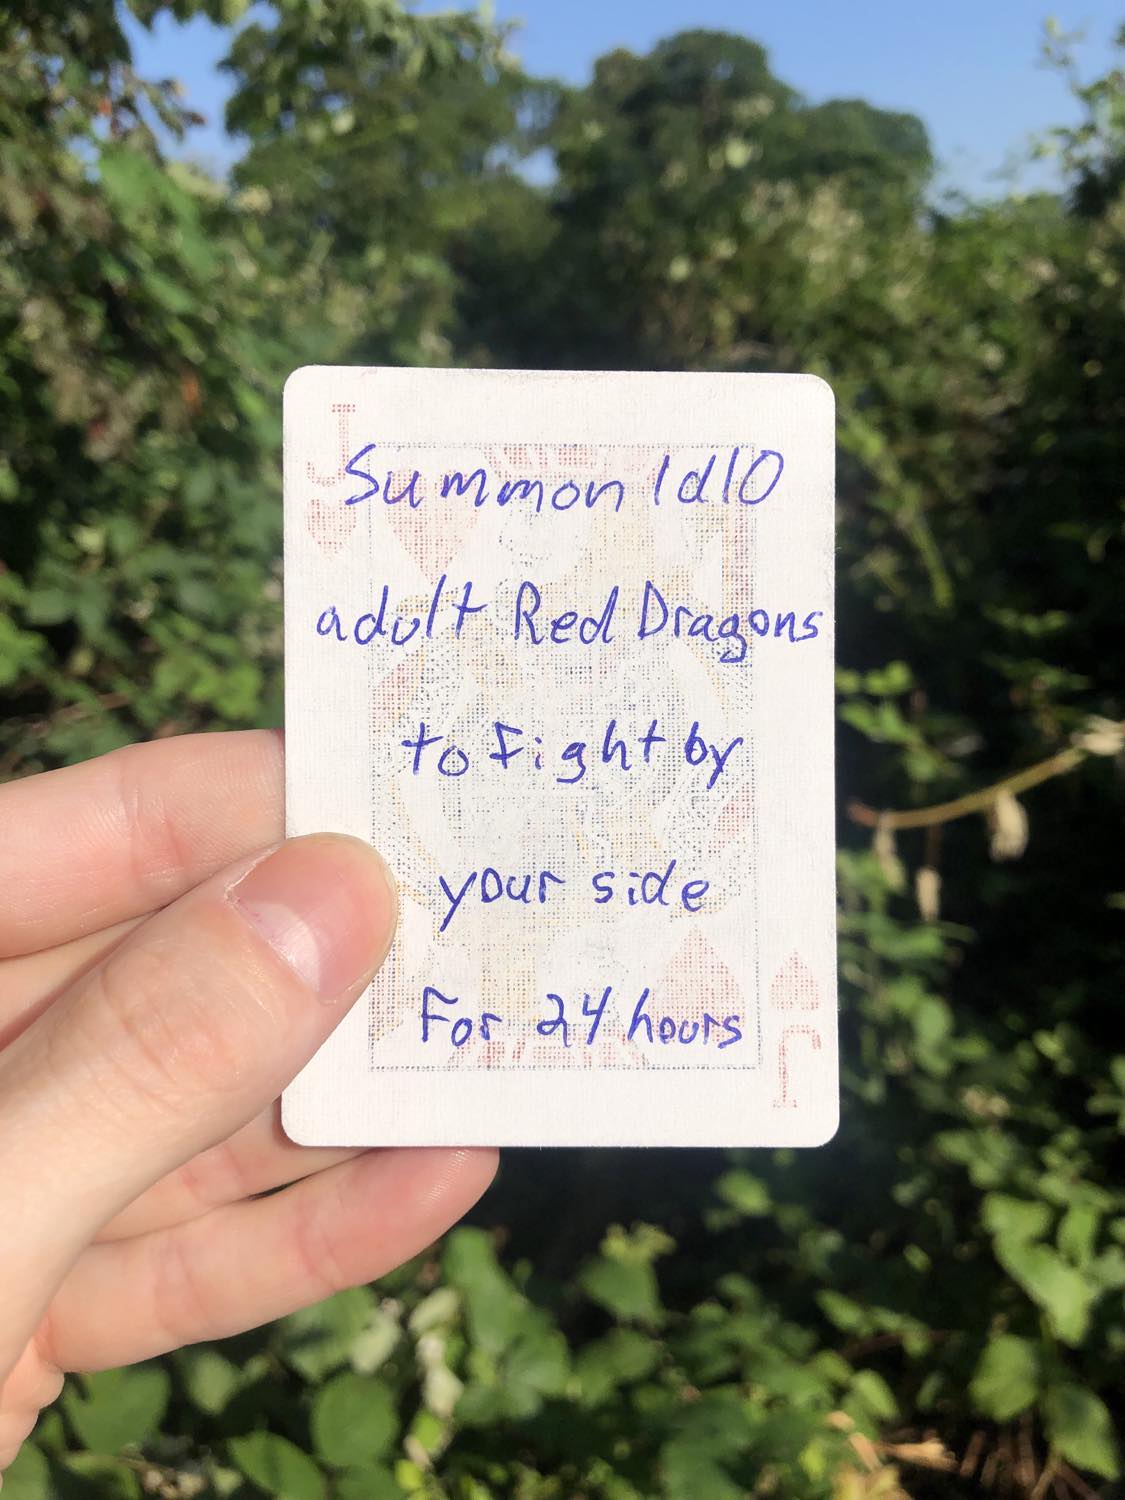 J
Summon 1d10
adult Red Dragons
to fight by
your side
For 24 hours
J